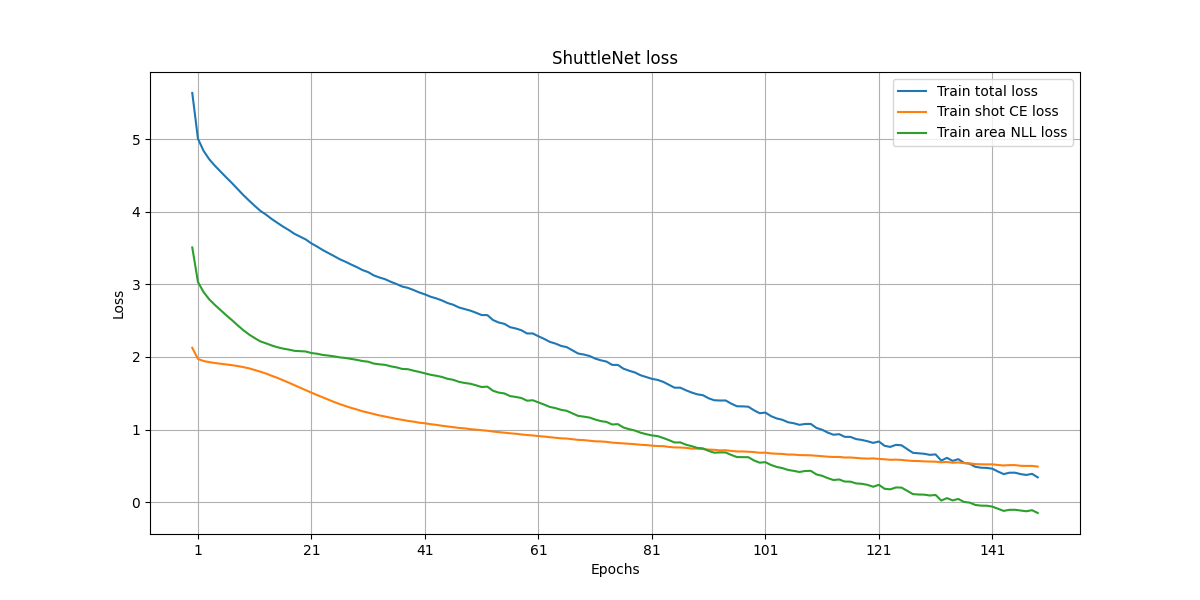 ShuttleNet loss
Train total loss
Train shot CE loss
Train area NLL loss
Loss
5
4
3
2
1
0
1 21 41 61 81 101 121 141
Epochs